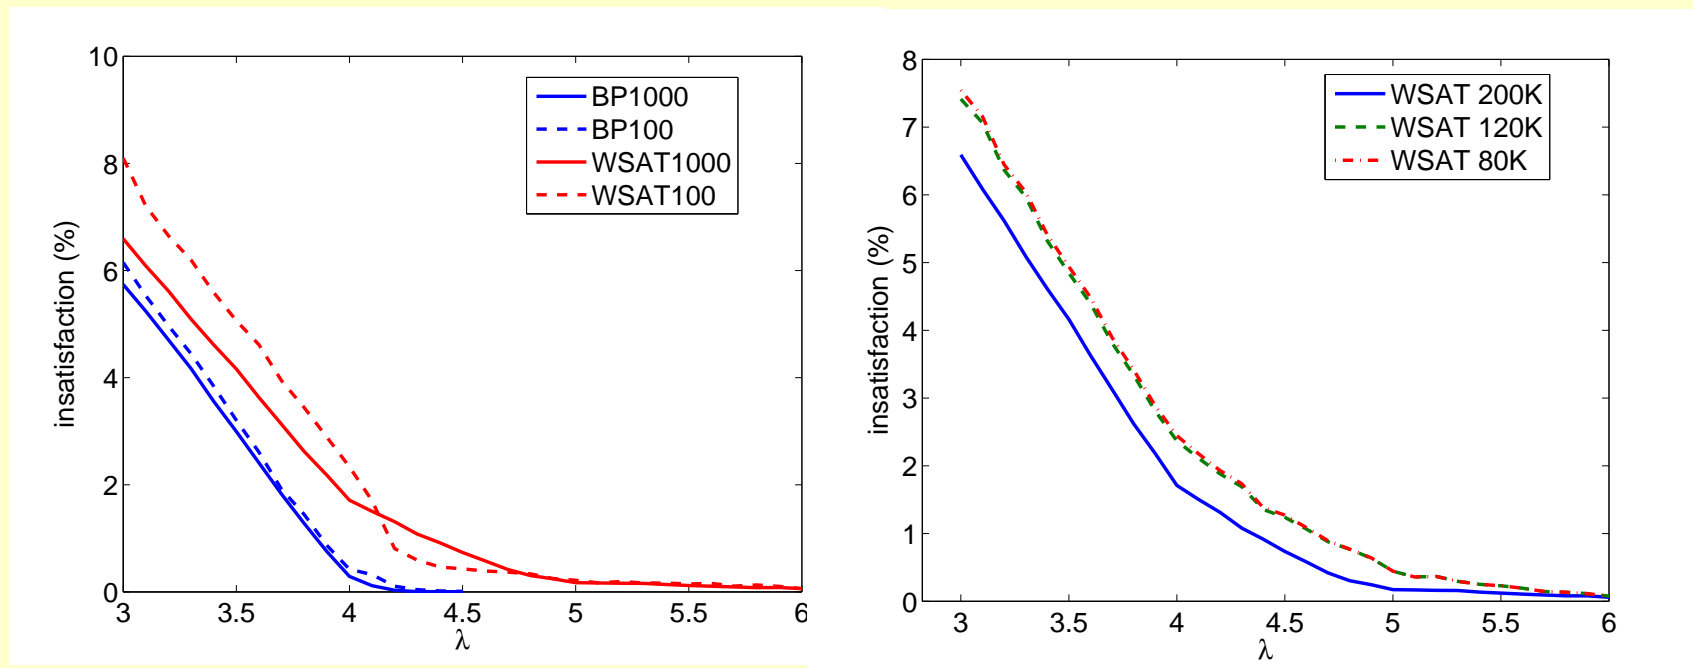 10
8
6
4
2
0
insatisfaction (%)
BP1000
BP100
WSAT1000
WSAT100
3 3.5 4 4.5 5 5.5 6
λ
8
7
6
5
4
3
2
1
0
insatisfaction (%)
WSAT 200K
WSAT 120K
WSAT 80K
3 3.5 4 4.5 5 5.5 6
λ